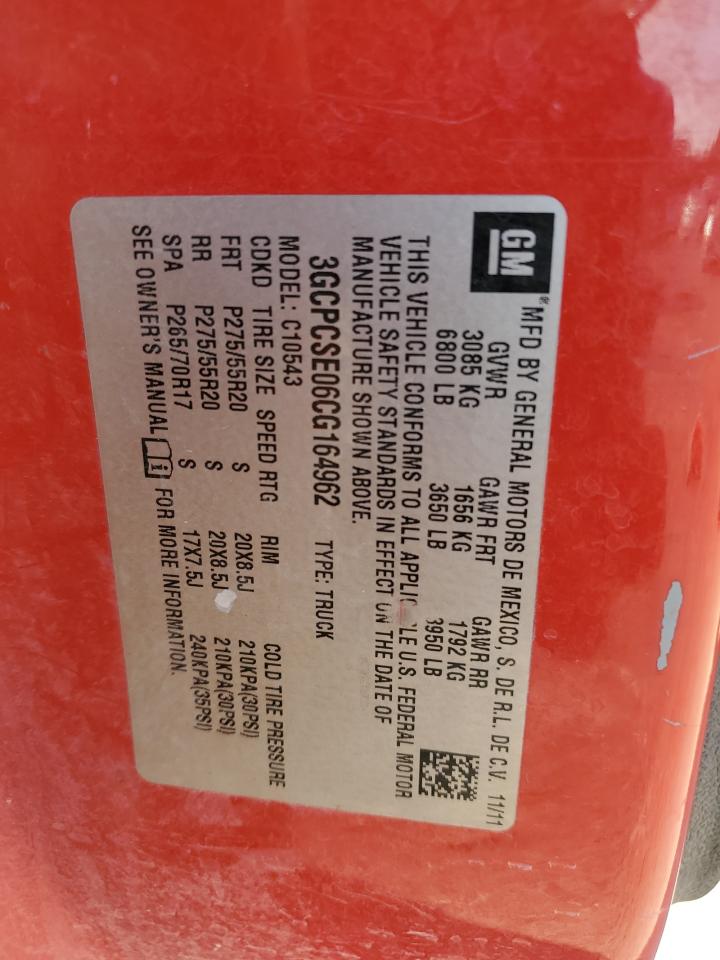 GM® MFD BY GENERAL MOTORS DE MEXICO, S. DE R.L. DE C.V. 11/11
GVWR GAWR FRT GAWR RR
3085 KG 1656 KG 1792 KG
6800 LB 3650 LB 3950 LB
THIS VEHICLE CONFORMS TO ALL U.S. FEDERAL MOTOR
VEHICLE SAFETY STANDARDS IN EFFECT ON THE DATE OF
MANUFACTURE SHOWN ABOVE.
3GCPCSE06CG164962 TYPE: TRUCK
MODEL: C10543
CDKD TIRE SIZE SPEED RTG RIM COLD TIRE PRESSURE
FRT P275/55R20 S 20X8.5J 210KPA(30PSI)
RR P275/55R20 S 20X8.5J 210KPA(30PSI)
SPA P265/70R17 S 17X7.5J 240KPA(35PSI)
SEE OWNER'S MANUAL FOR MORE INFORMATION.